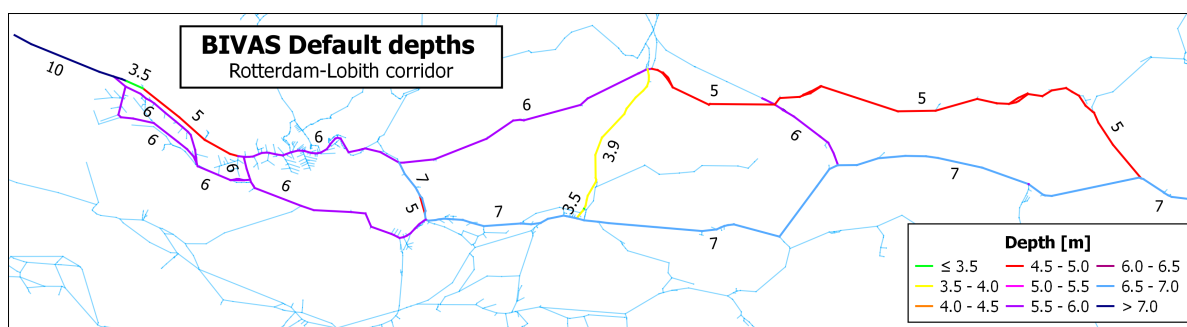 BIVAS Default depths
Rotterdam-Lobith corridor
10
3.5
5
6
6
6
6
6
6
6
7
5
7
3.5
3.9
5
6
7
5
7
5
7
Depth [m]
≤ 3.5
3.5 - 4.0
4.0 - 4.5
4.5 - 5.0
5.0 - 5.5
5.5 - 6.0
6.0 - 6.5
6.5 - 7.0
> 7.0